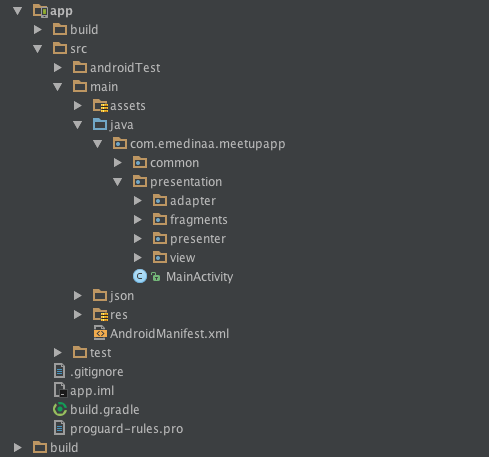 app
build
src
androidTest
main
assets
java
com.emedinaa.meetupapp
common
presentation
adapter
fragments
presenter
view
C MainActivity
json
res
AndroidManifest.xml
test
.gitignore
app.iml
build.gradle
proguard-rules.pro
build